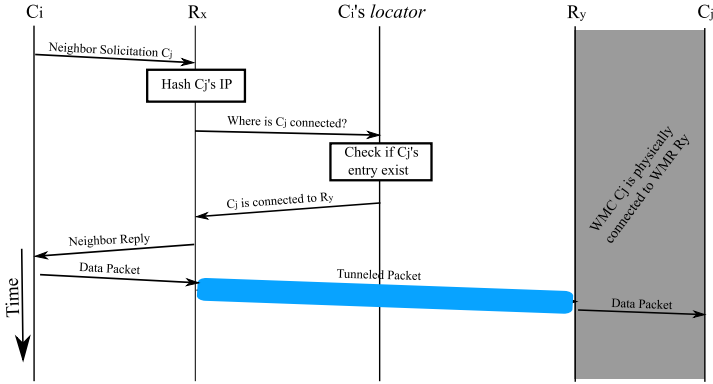 Ci Rx Ci's locator Ry Cj
Neighbor Solicitation Cj
Hash Cj's IP
Where is Cj connected?
Check if Cj's
entry exist
Cj is connected to Ry
Neighbor Reply
Data Packet
Tunneled Packet
Data Packet
WMC Cj is physically
connected to WMR Ry
Time